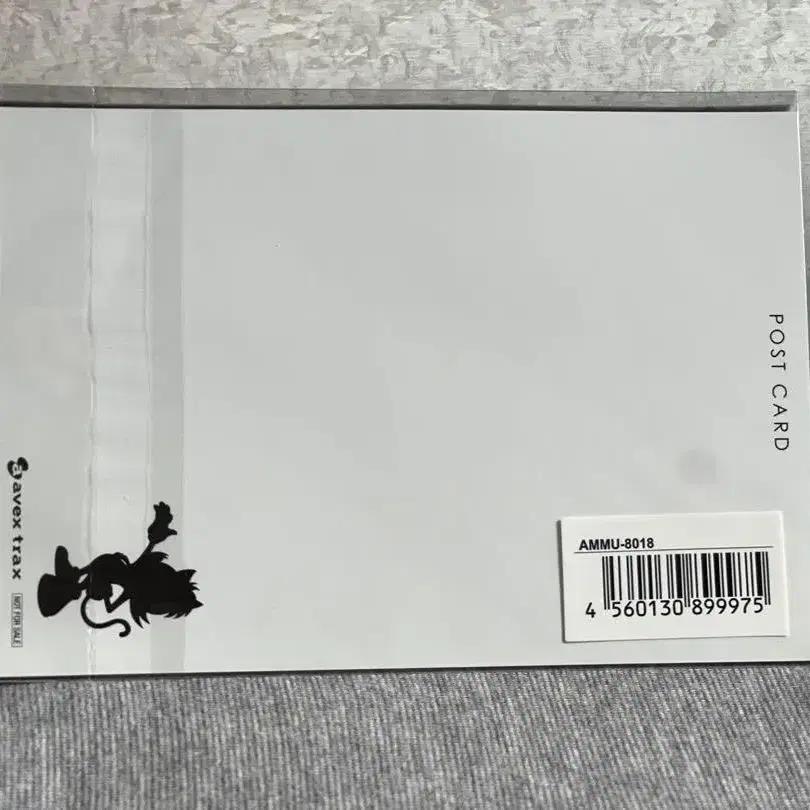 POST CARD
avex trax
NOT FOR SALE
AMMU-8018
4 560130 899975